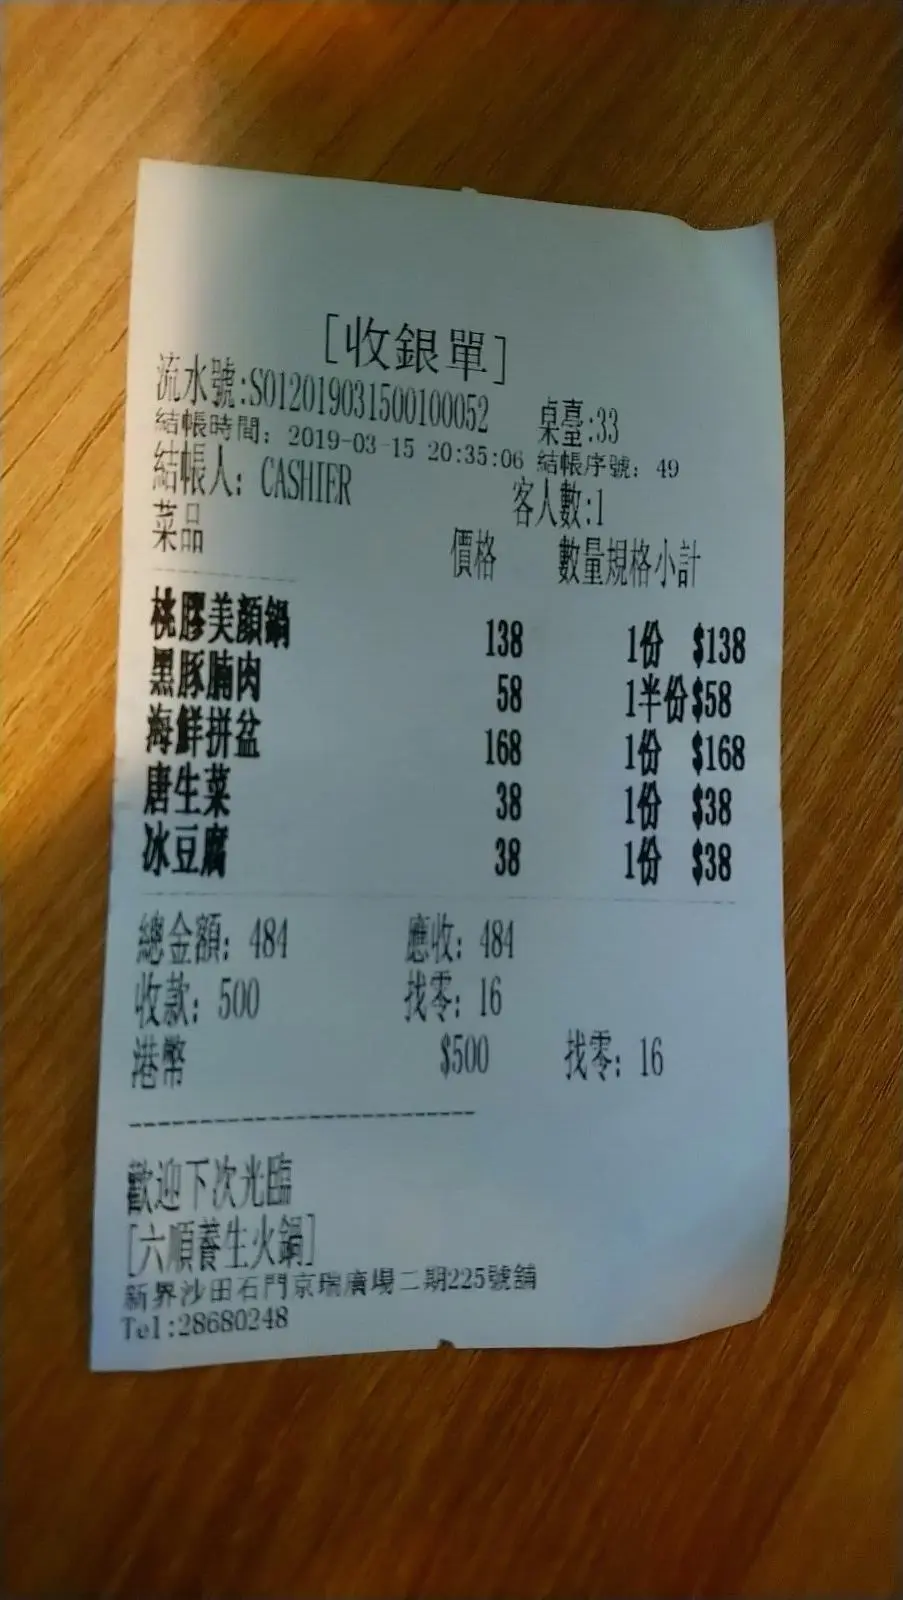 [收銀單]
流水號:S012019031500100052 桌臺:33
結帳時間: 2019-03-15 20:35:06 結帳序號: 49
結帳人: CASHIER 客人數:1
菜品 價格 數量規格小計
桃膠美顏鍋 138 1份 $138
黑豚腩肉 58 1半份$58
海鮮拼盆 168 1份 $168
唐生菜 38 1份 $38
冰豆腐 38 1份 $38
總金額: 484 應收: 484
收款: 500 找零: 16
港幣 $500 找零: 16
歡迎下次光臨
[六順養生火鍋]
新界沙田石門京瑞廣場二期225號舖
Tel:28680248